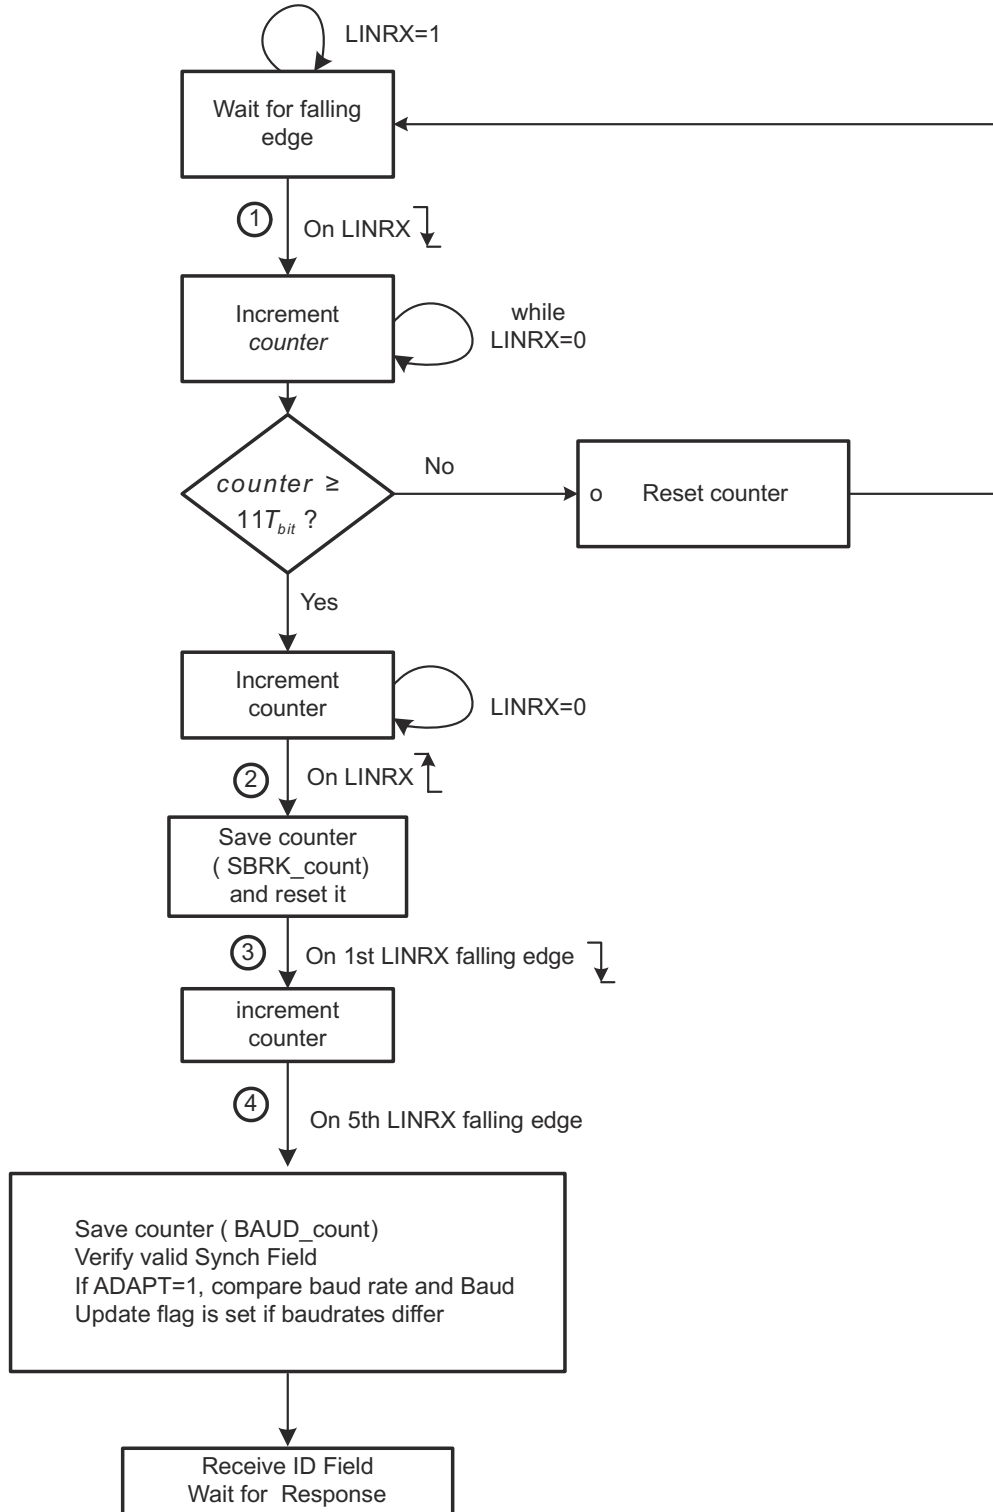 LINRX=1
Wait for falling
edge
1
On LINRX
Increment
counter
while
LINRX=0
counter ≥
11Tbit ?
No
o Reset counter
Yes
Increment
counter
LINRX=0
2
On LINRX
Save counter
( SBRK_count)
and reset it
3
On 1st LINRX falling edge
increment
counter
4
On 5th LINRX falling edge
Save counter ( BAUD_count)
Verify valid Synch Field
If ADAPT=1, compare baud rate and Baud
Update flag is set if baudrates differ
Receive ID Field
Wait for Response